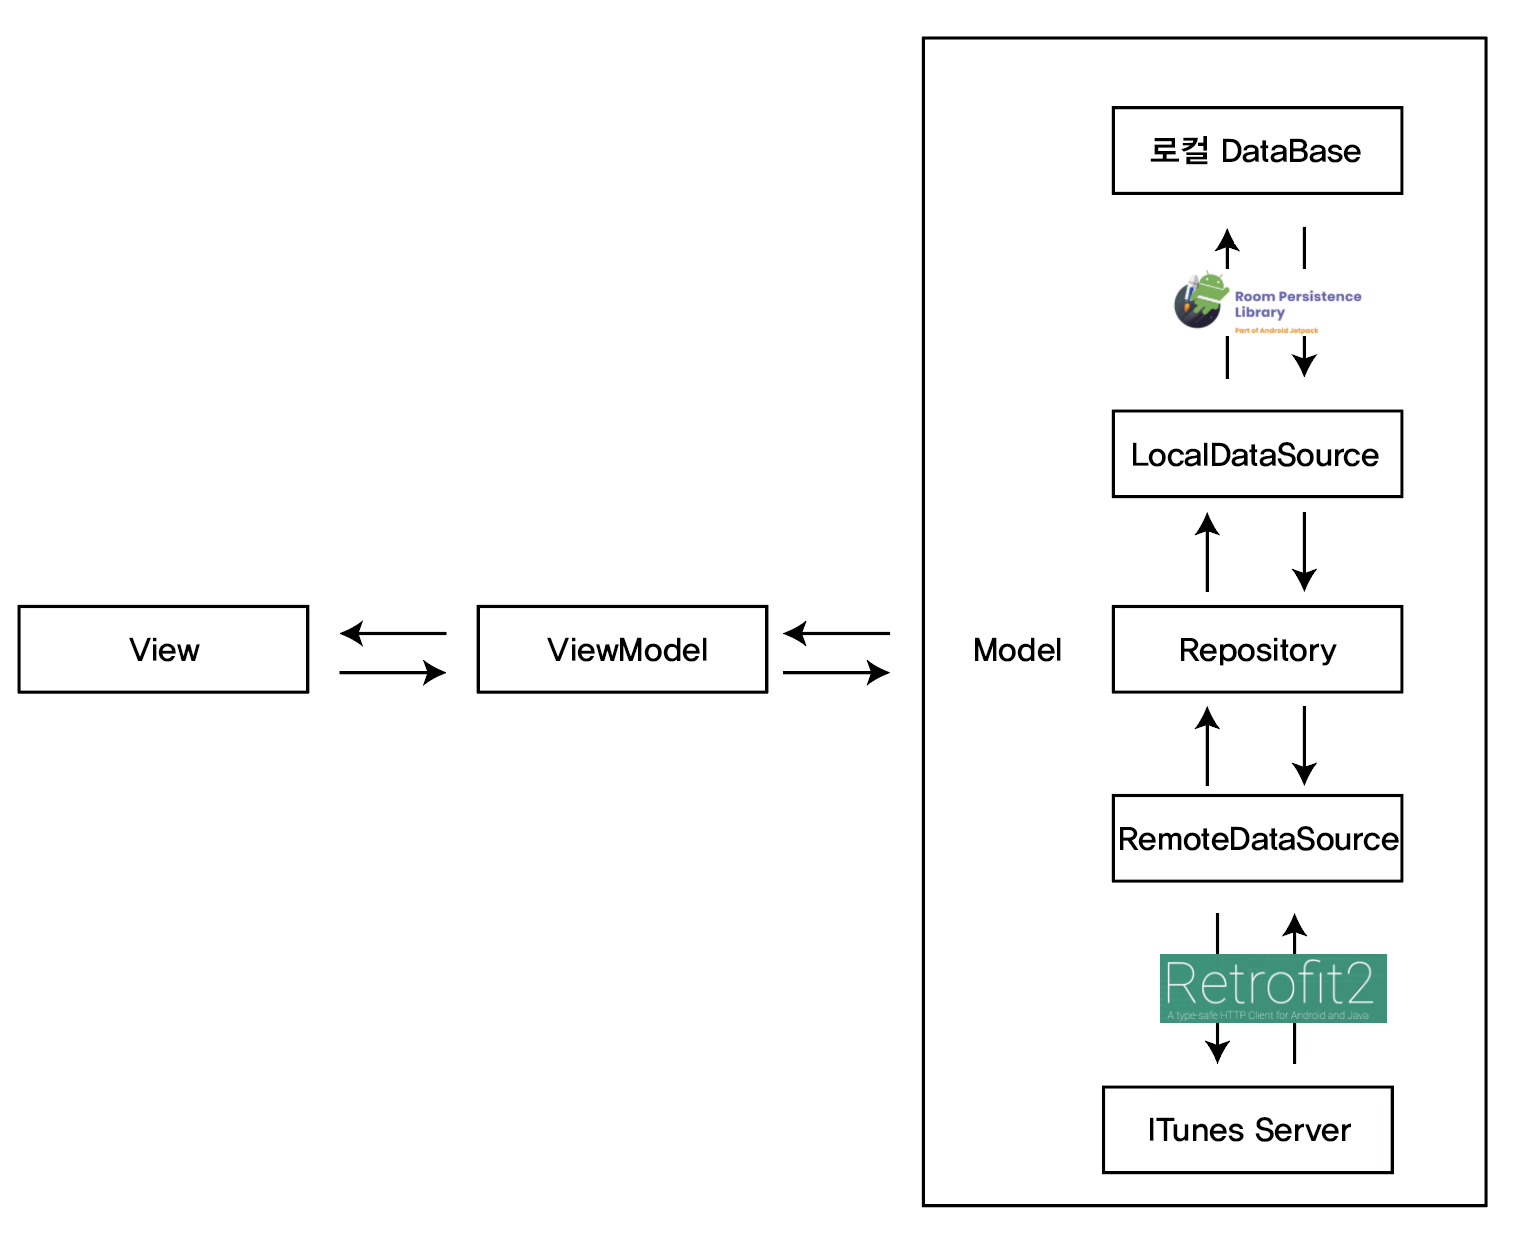 로컬 DataBase
Room Persistence
Library
Part of Android Jetpack
LocalDataSource
View
ViewModel
Model
Repository
RemoteDataSource
Retrofit2
A type-safe HTTP Client for Android and Java
ITunes Server